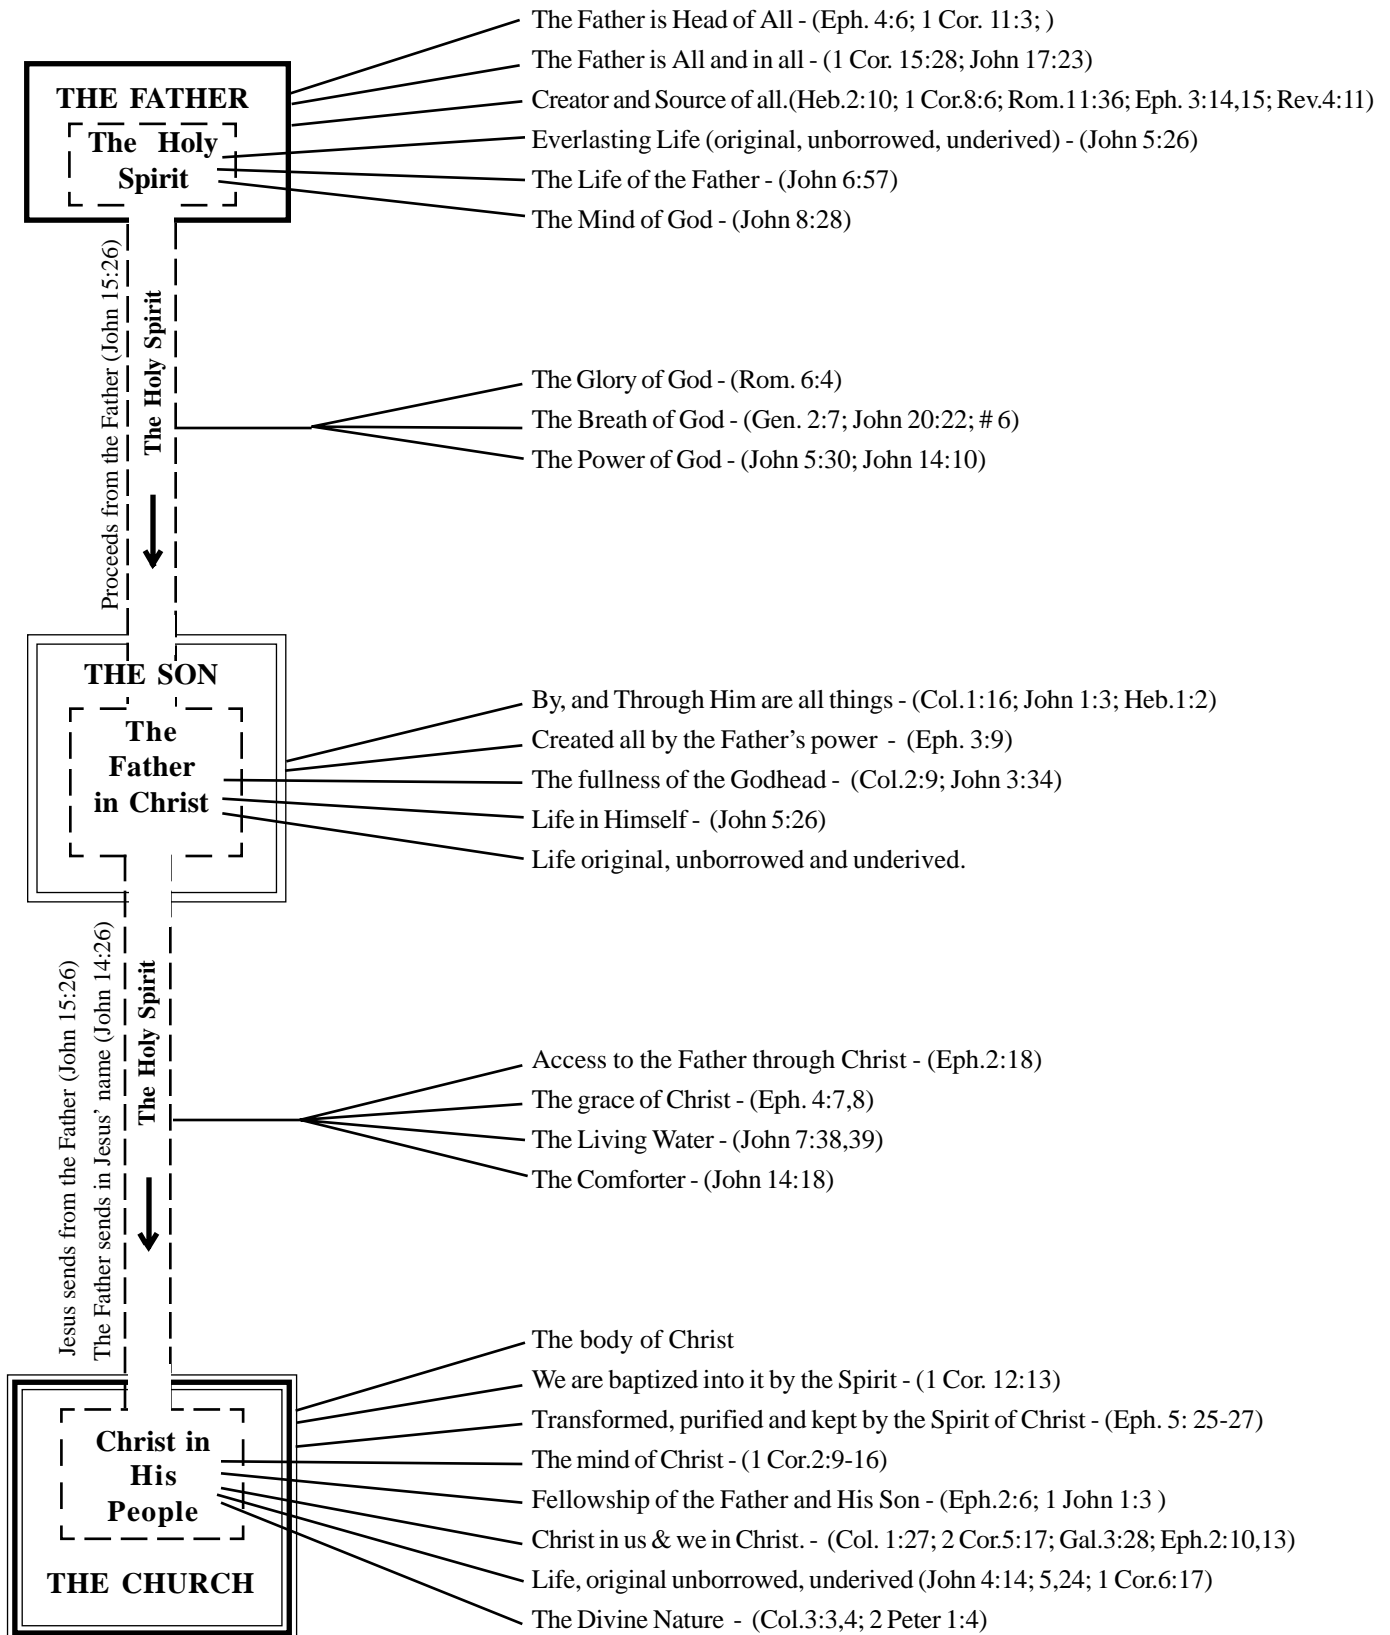 The Father is Head of All - (Eph. 4:6; 1 Cor. 11:3; )
The Father is All and in all - (1 Cor. 15:28; John 17:23)
Creator and Source of all.(Heb.2:10; 1 Cor.8:6; Rom.11:36; Eph. 3:14,15; Rev.4:11)
Everlasting Life (original, unborrowed, underived) - (John 5:26)
The Life of the Father - (John 6:57)
The Mind of God - (John 8:28)
THE FATHER
The Holy
Spirit
Proceeds from the Father (John 15:26)
The Holy Spirit
The Glory of God - (Rom. 6:4)
The Breath of God - (Gen. 2:7; John 20:22; # 6)
The Power of God - (John 5:30; John 14:10)
THE SON
The
Father
in Christ
By, and Through Him are all things - (Col.1:16; John 1:3; Heb.1:2)
Created all by the Father’s power - (Eph. 3:9)
The fullness of the Godhead - (Col.2:9; John 3:34)
Life in Himself - (John 5:26)
Life original, unborrowed and underived.
Jesus sends from the Father (John 15:26)
The Father sends in Jesus’ name (John 14:26)
The Holy Spirit
Access to the Father through Christ - (Eph.2:18)
The grace of Christ - (Eph. 4:7,8)
The Living Water - (John 7:38,39)
The Comforter - (John 14:18)
Christ in
His
People
THE CHURCH
The body of Christ
We are baptized into it by the Spirit - (1 Cor. 12:13)
Transformed, purified and kept by the Spirit of Christ - (Eph. 5: 25-27)
The mind of Christ - (1 Cor.2:9-16)
Fellowship of the Father and His Son - (Eph.2:6; 1 John 1:3 )
Christ in us & we in Christ. - (Col. 1:27; 2 Cor.5:17; Gal.3:28; Eph.2:10,13)
Life, original unborrowed, underived (John 4:14; 5,24; 1 Cor.6:17)
The Divine Nature - (Col.3:3,4; 2 Peter 1:4)